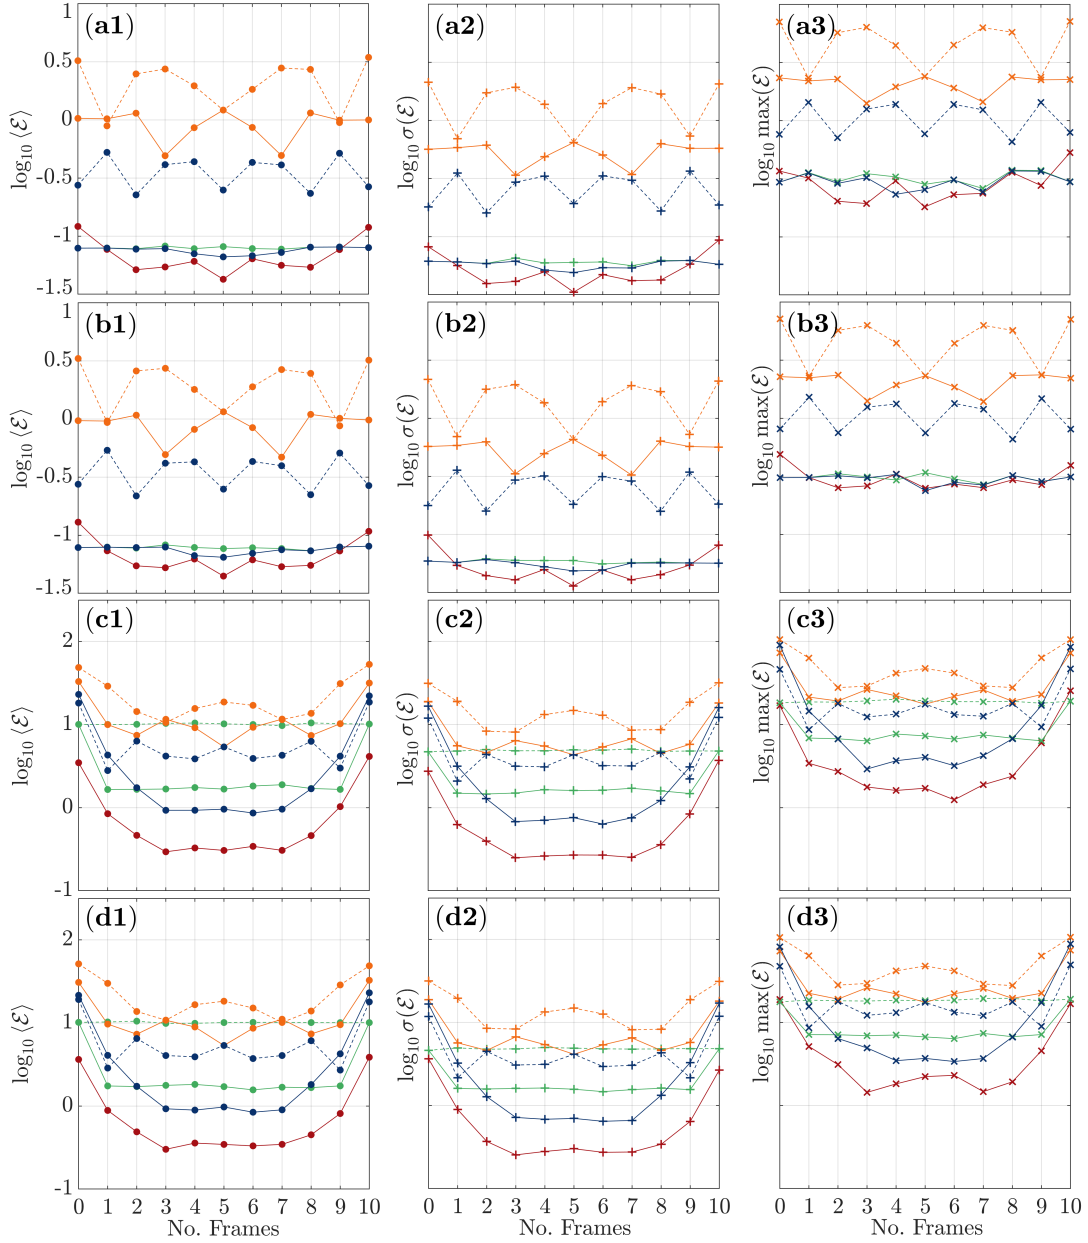 (a1)
(a2)
(a3)
1
0.5
0
-0.5
-1
-1.5
log₁₀ ⟨ℰ⟩
log₁₀ σ(ℰ)
log₁₀ max(ℰ)
(b1)
(b2)
(b3)
1
0.5
0
-0.5
-1
-1.5
log₁₀ ⟨ℰ⟩
log₁₀ σ(ℰ)
log₁₀ max(ℰ)
(c1)
(c2)
(c3)
2
1
0
-1
log₁₀ ⟨ℰ⟩
log₁₀ σ(ℰ)
log₁₀ max(ℰ)
(d1)
(d2)
(d3)
2
1
0
-1
log₁₀ ⟨ℰ⟩
log₁₀ σ(ℰ)
log₁₀ max(ℰ)
0 1 2 3 4 5 6 7 8 9 10
0 1 2 3 4 5 6 7 8 9 10
0 1 2 3 4 5 6 7 8 9 10
No. Frames
No. Frames
No. Frames